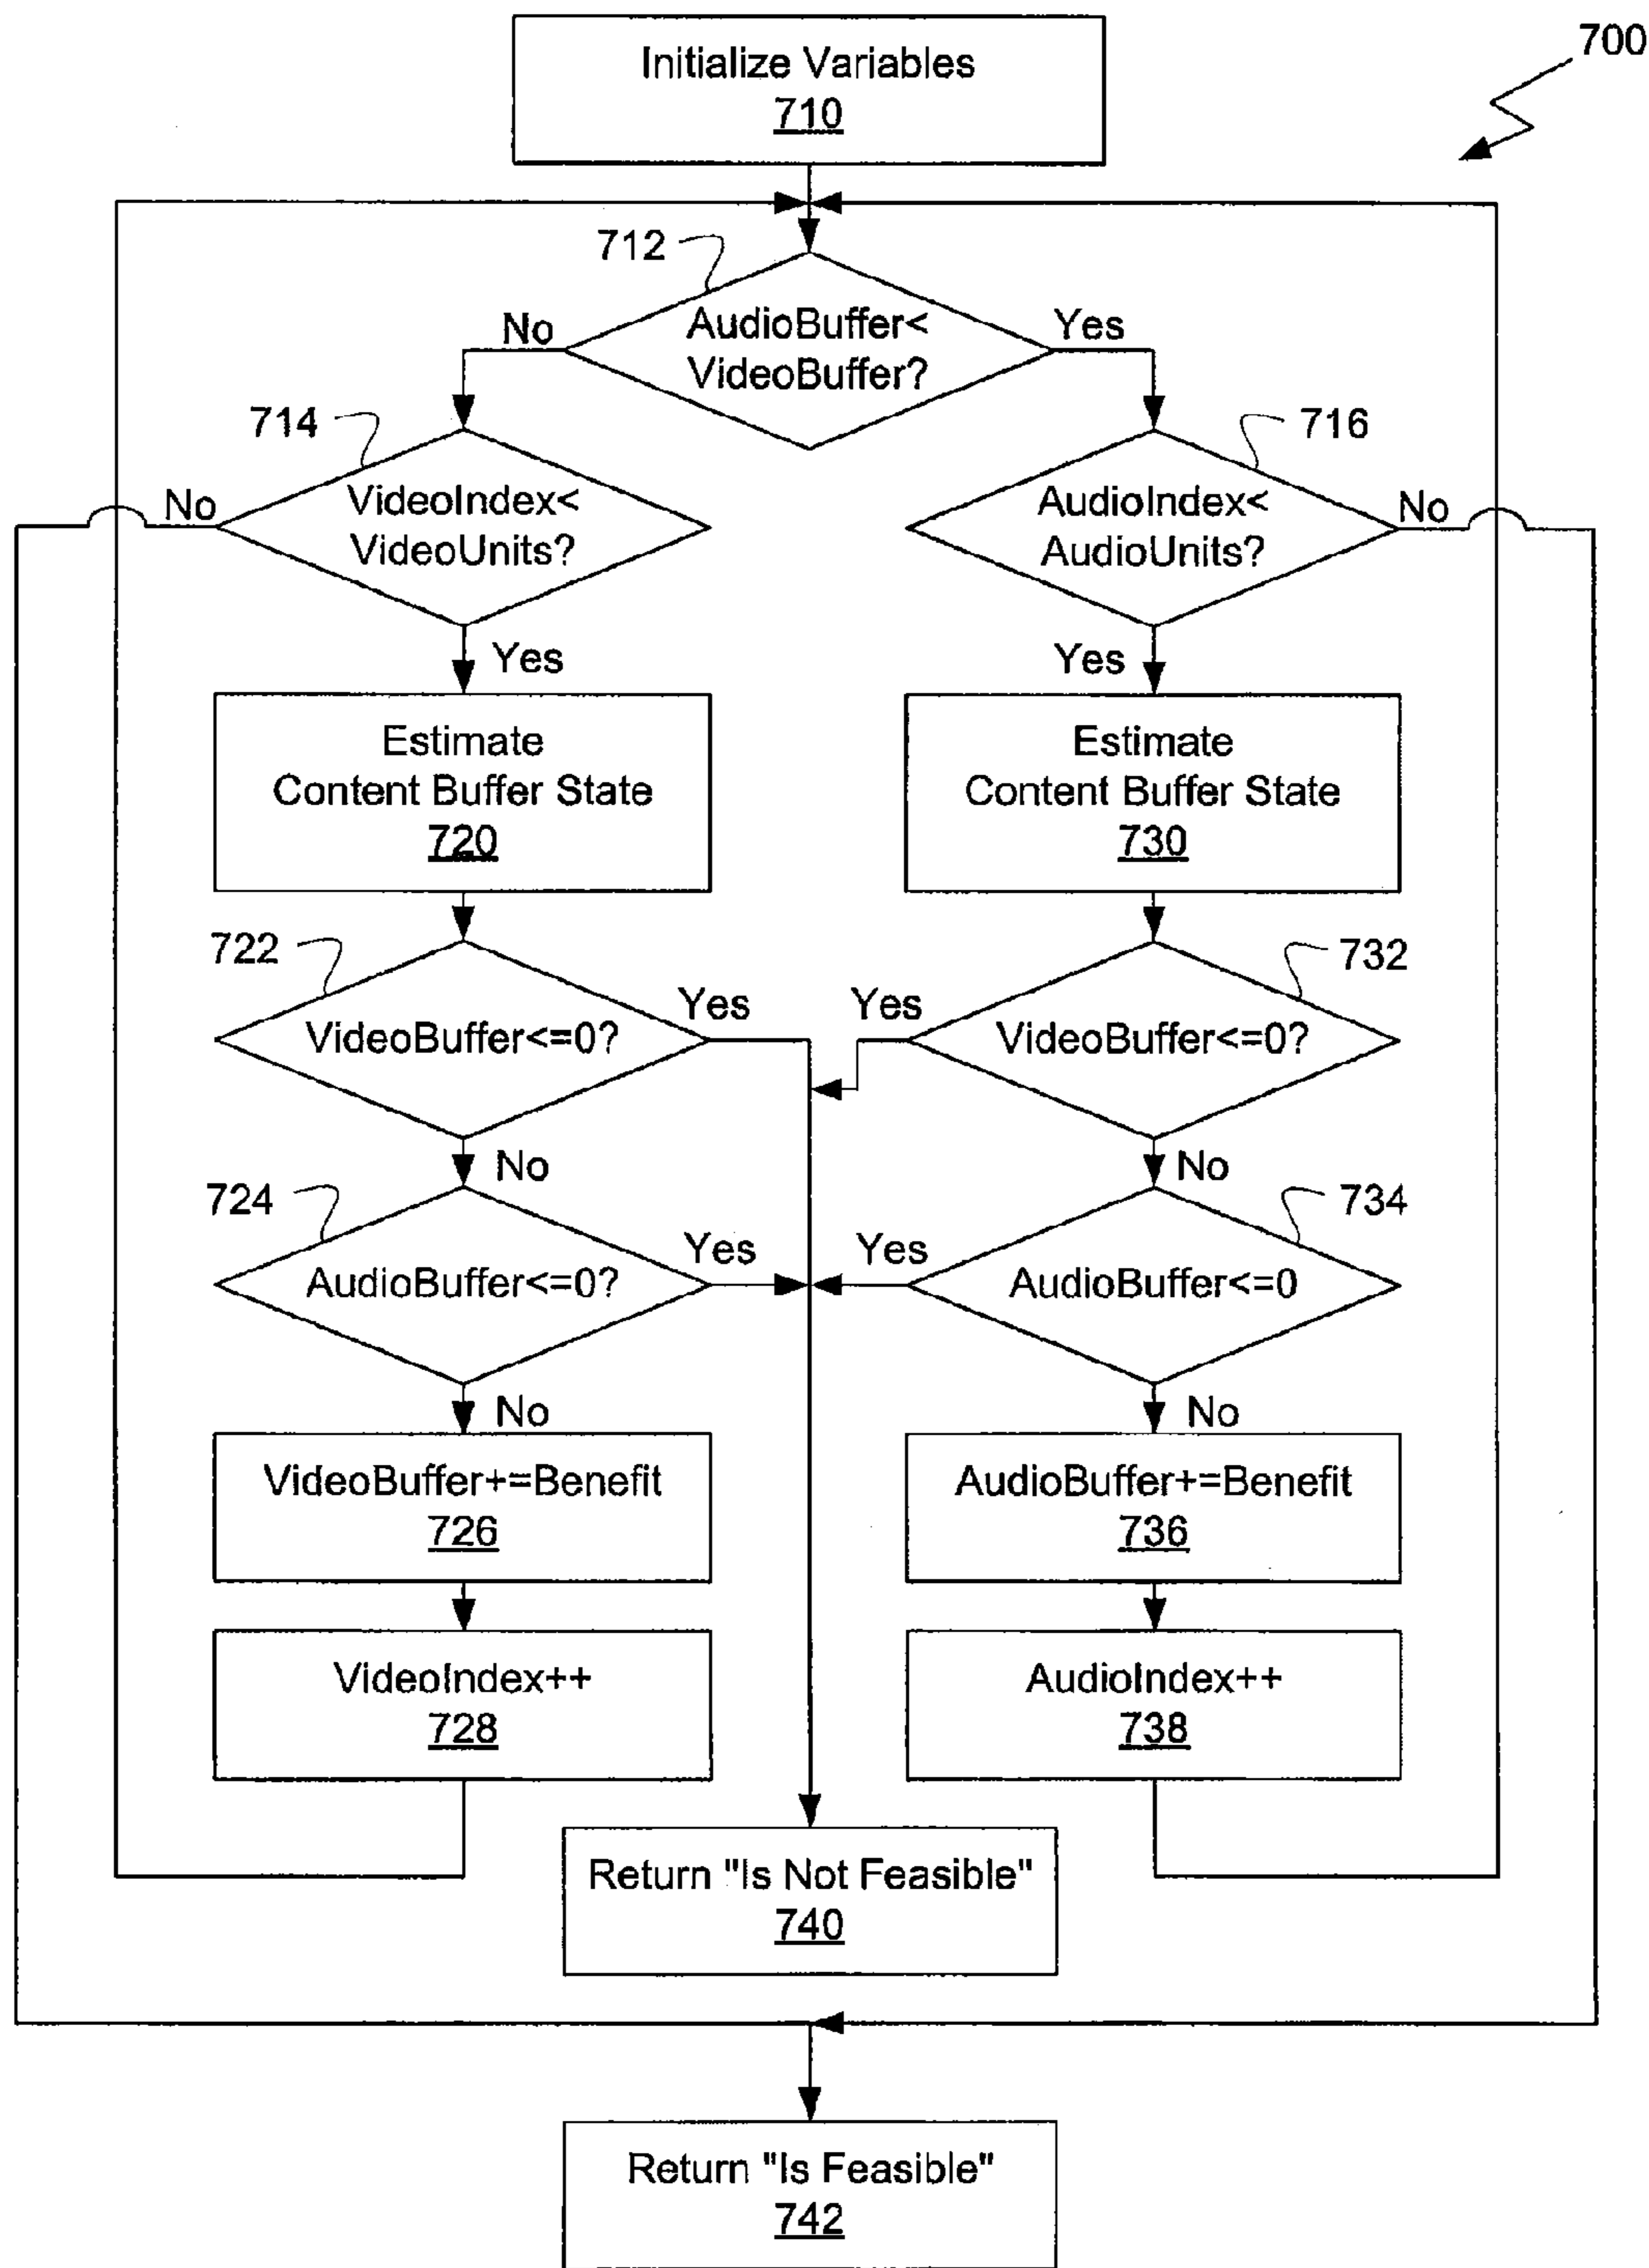 700
Initialize Variables
710
712
AudioBuffer<
VideoBuffer?
No
Yes
714
VideoIndex<
VideoUnits?
No
Yes
716
AudioIndex<
AudioUnits?
No
Yes
Estimate
Content Buffer State
720
Estimate
Content Buffer State
730
722
VideoBuffer<=0?
Yes
No
732
VideoBuffer<=0?
Yes
No
724
AudioBuffer<=0?
Yes
No
734
AudioBuffer<=0
Yes
No
VideoBuffer+=Benefit
726
AudioBuffer+=Benefit
736
VideoIndex++
728
AudioIndex++
738
Return "Is Not Feasible"
740
Return "Is Feasible"
742